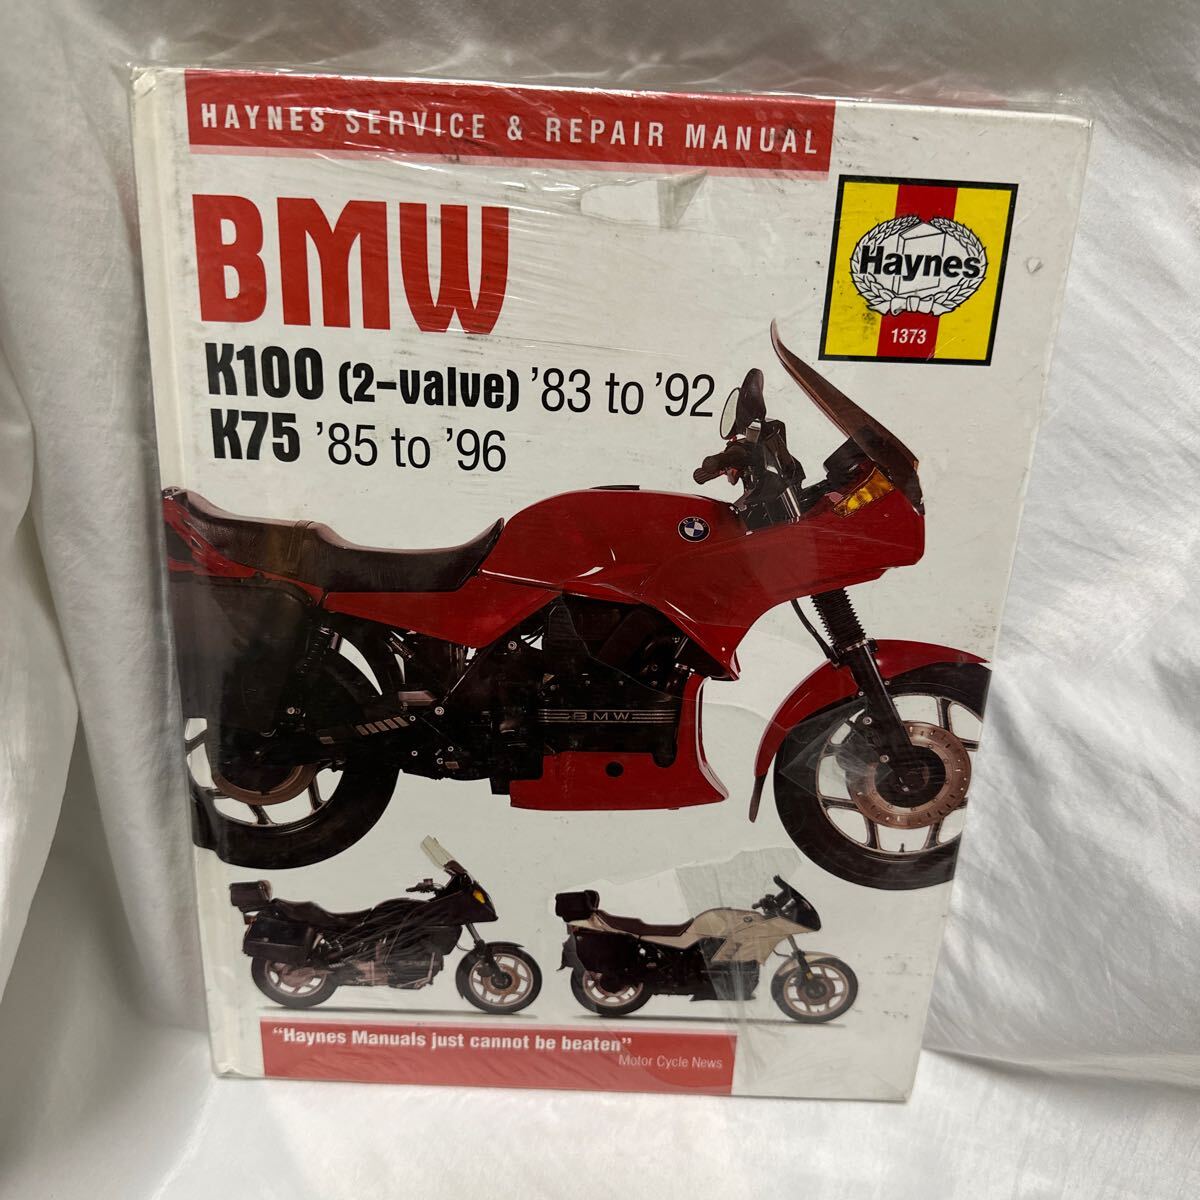 HAYNES SERVICE & REPAIR MANUAL
BMW
Haynes
1373
K100 (2-valve) '83 to '92
K75 '85 to '96
BMW
“Haynes Manuals just cannot be beaten”
Motor Cycle News